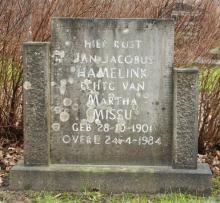 HIER RUST
JAN JACOBUS
HAMELINK
ECHTG VAN
MARTHA
MISSU
GEB 28-10-1901
OVERL 24-4-1984